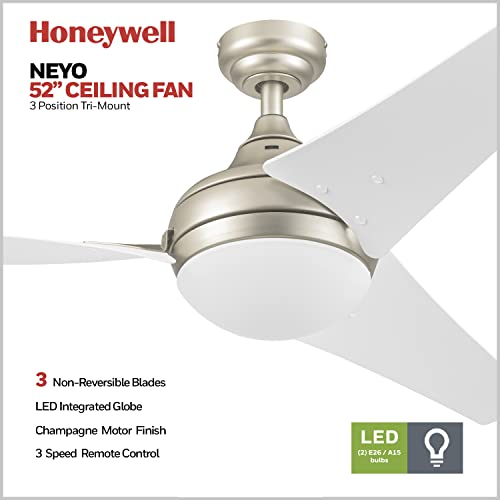 Honeywell
NEYO
52” CEILING FAN
3 Position Tri-Mount
3 Non-Reversible Blades
LED Integrated Globe
Champagne Motor Finish
3 Speed Remote Control
LED
(2) E26 / A15
bulbs